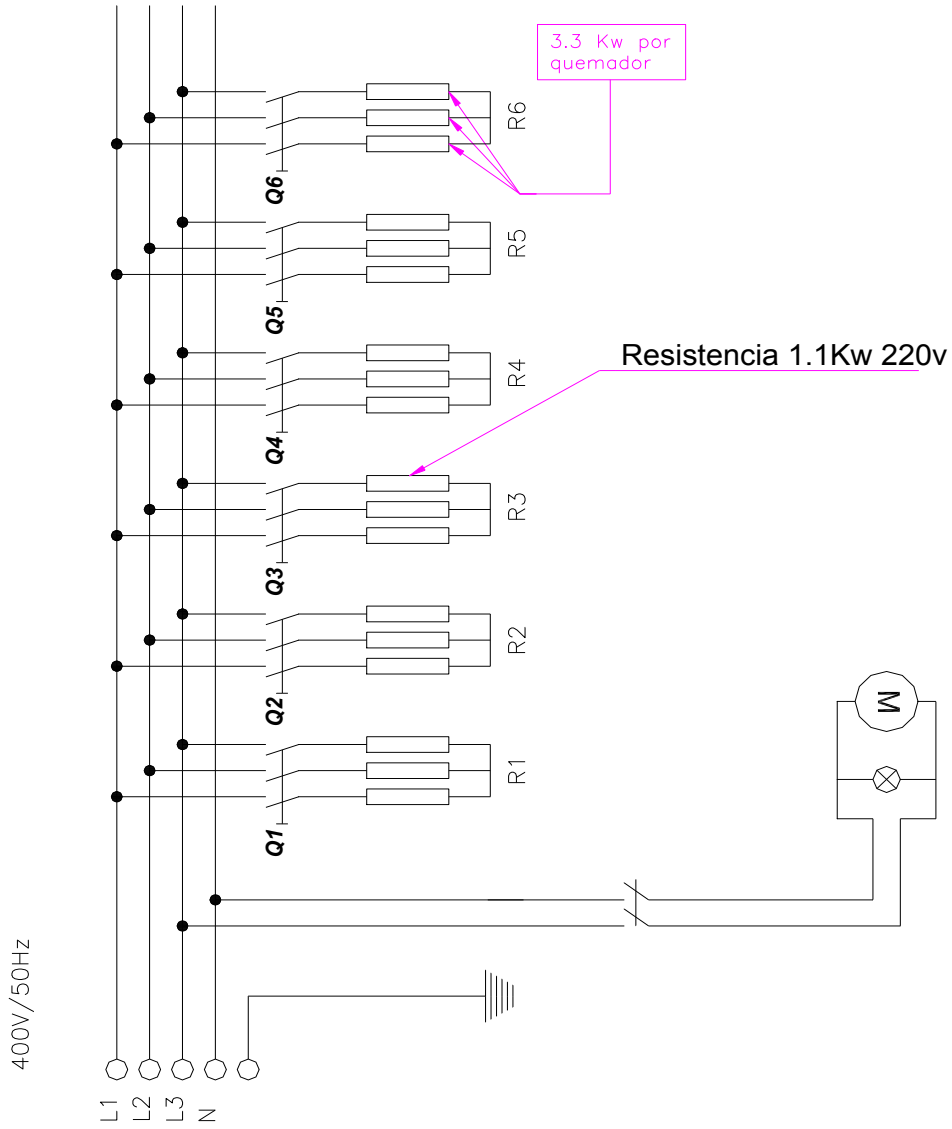 3.3 Kw por
quemador
R6
Q6
R5
Q5
Resistencia 1.1Kw 220v
R4
Q4
R3
Q3
R2
Q2
M
R1
Q1
400V/50Hz
L1
L2
L3
N